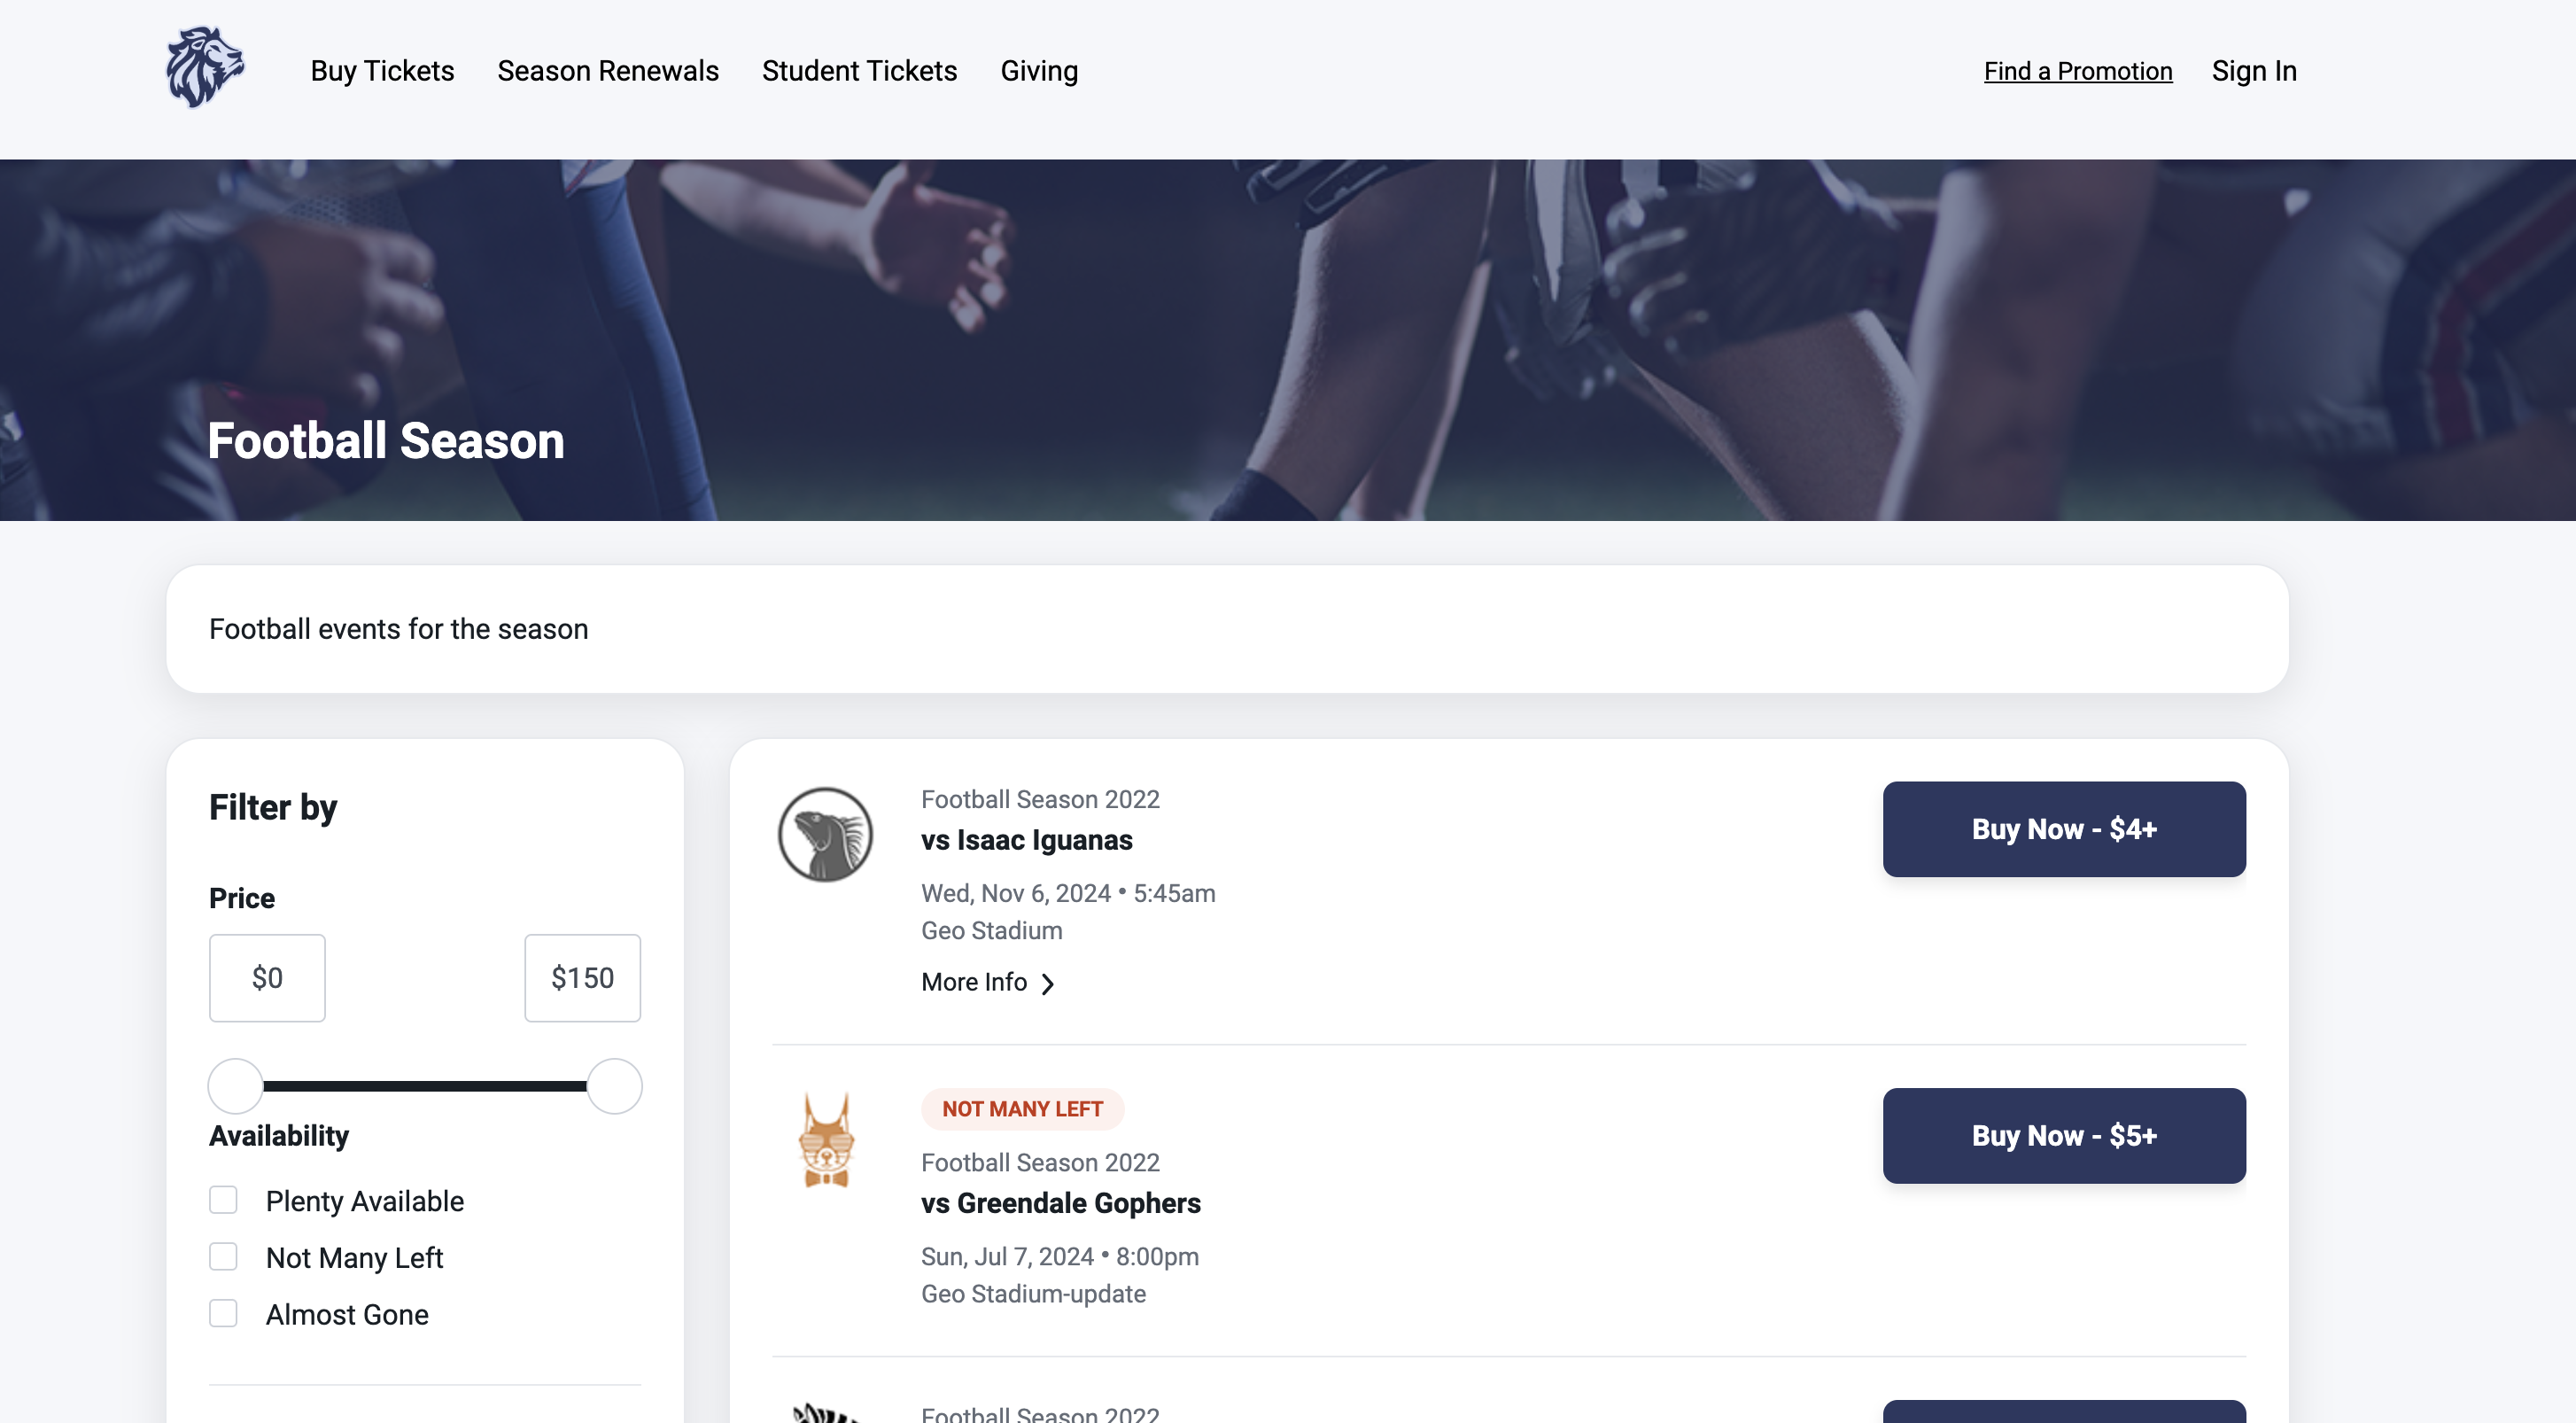 Buy Tickets Season Renewals Student Tickets Giving Find a Promotion Sign In
Football Season
Football events for the season
Filter by
Price
$0 $150
Availability
Plenty Available
Not Many Left
Almost Gone
Football Season 2022
vs Isaac Iguanas
Wed, Nov 6, 2024 • 5:45am
Geo Stadium
More Info
Buy Now - $4+
NOT MANY LEFT
Football Season 2022
vs Greendale Gophers
Sun, Jul 7, 2024 • 8:00pm
Geo Stadium-update
Buy Now - $5+
Football Season 2022